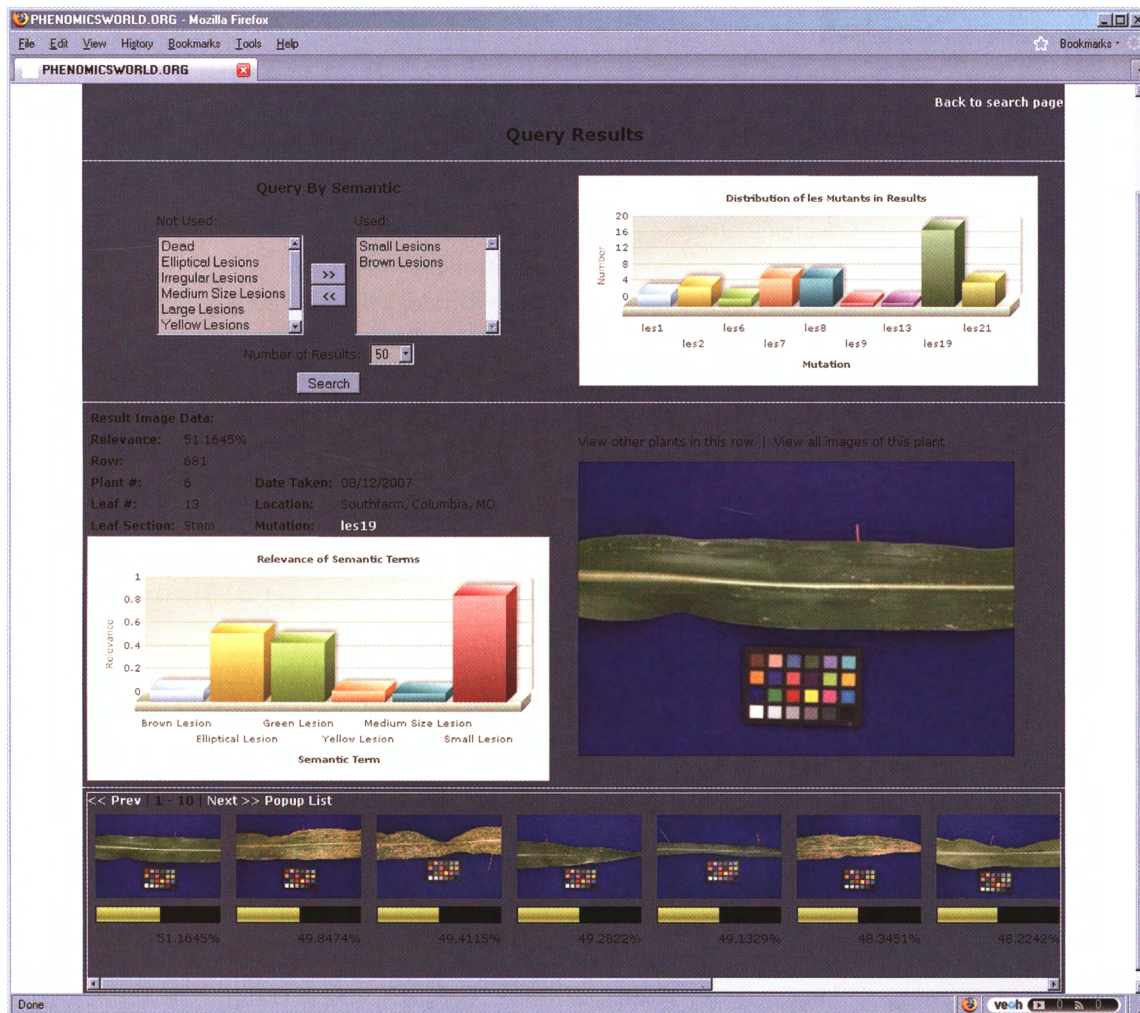 PHENOMICSWORLD.ORG - Mozilla Firefox
File Edit View History Bookmarks Tools Help
Bookmarks
PHENOMICSWORLD.ORG
Back to search page
Query Results
Query By Semantic
Not Used: Used:
Dead
Elliptical Lesions
Irregular Lesions
Medium Size Lesions
Large Lesions
Yellow Lesions
>>
<<
Small Lesions
Brown Lesions
Number of Results: 50
Search
Distribution of les Mutants in Results
Number
20
16
12
8
4
0
les1 les6 les8 les13 les21
les2 les7 les9 les19
Mutation
Result Image Data:
Relevance: 51.1645%
Row: 681
Plant #: 6 Date Taken: 08/12/2007
Leaf #: 13 Location: Southfarm, Columbia, MO
Leaf Section: Stem Mutation: les19
View other plants in this row | View all images of this plant
Relevance of Semantic Terms
Relevance
1
0.8
0.6
0.4
0.2
0
Brown Lesion Green Lesion Medium Size Lesion
Elliptical Lesion Yellow Lesion Small Lesion
Semantic Term
<< Prev | 1 - 10 | Next >> Popup List
51.1645% 49.8474% 49.4115% 49.2822% 49.1329% 48.3451% 48.2242%
Done
veoh 0 0